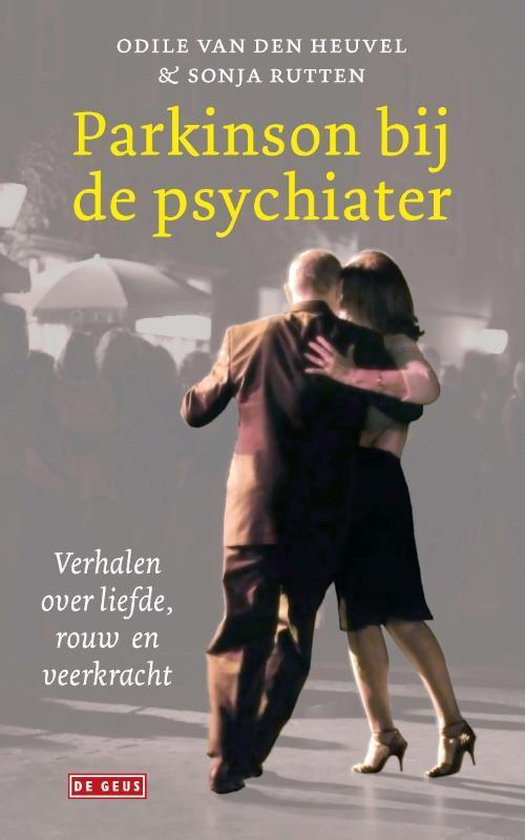 ODILE VAN DEN HEUVEL
& SONJA RUTTEN
Parkinson bij
de psychiater
Verhalen
over liefde,
rouw en
veerkracht
DE GEUS